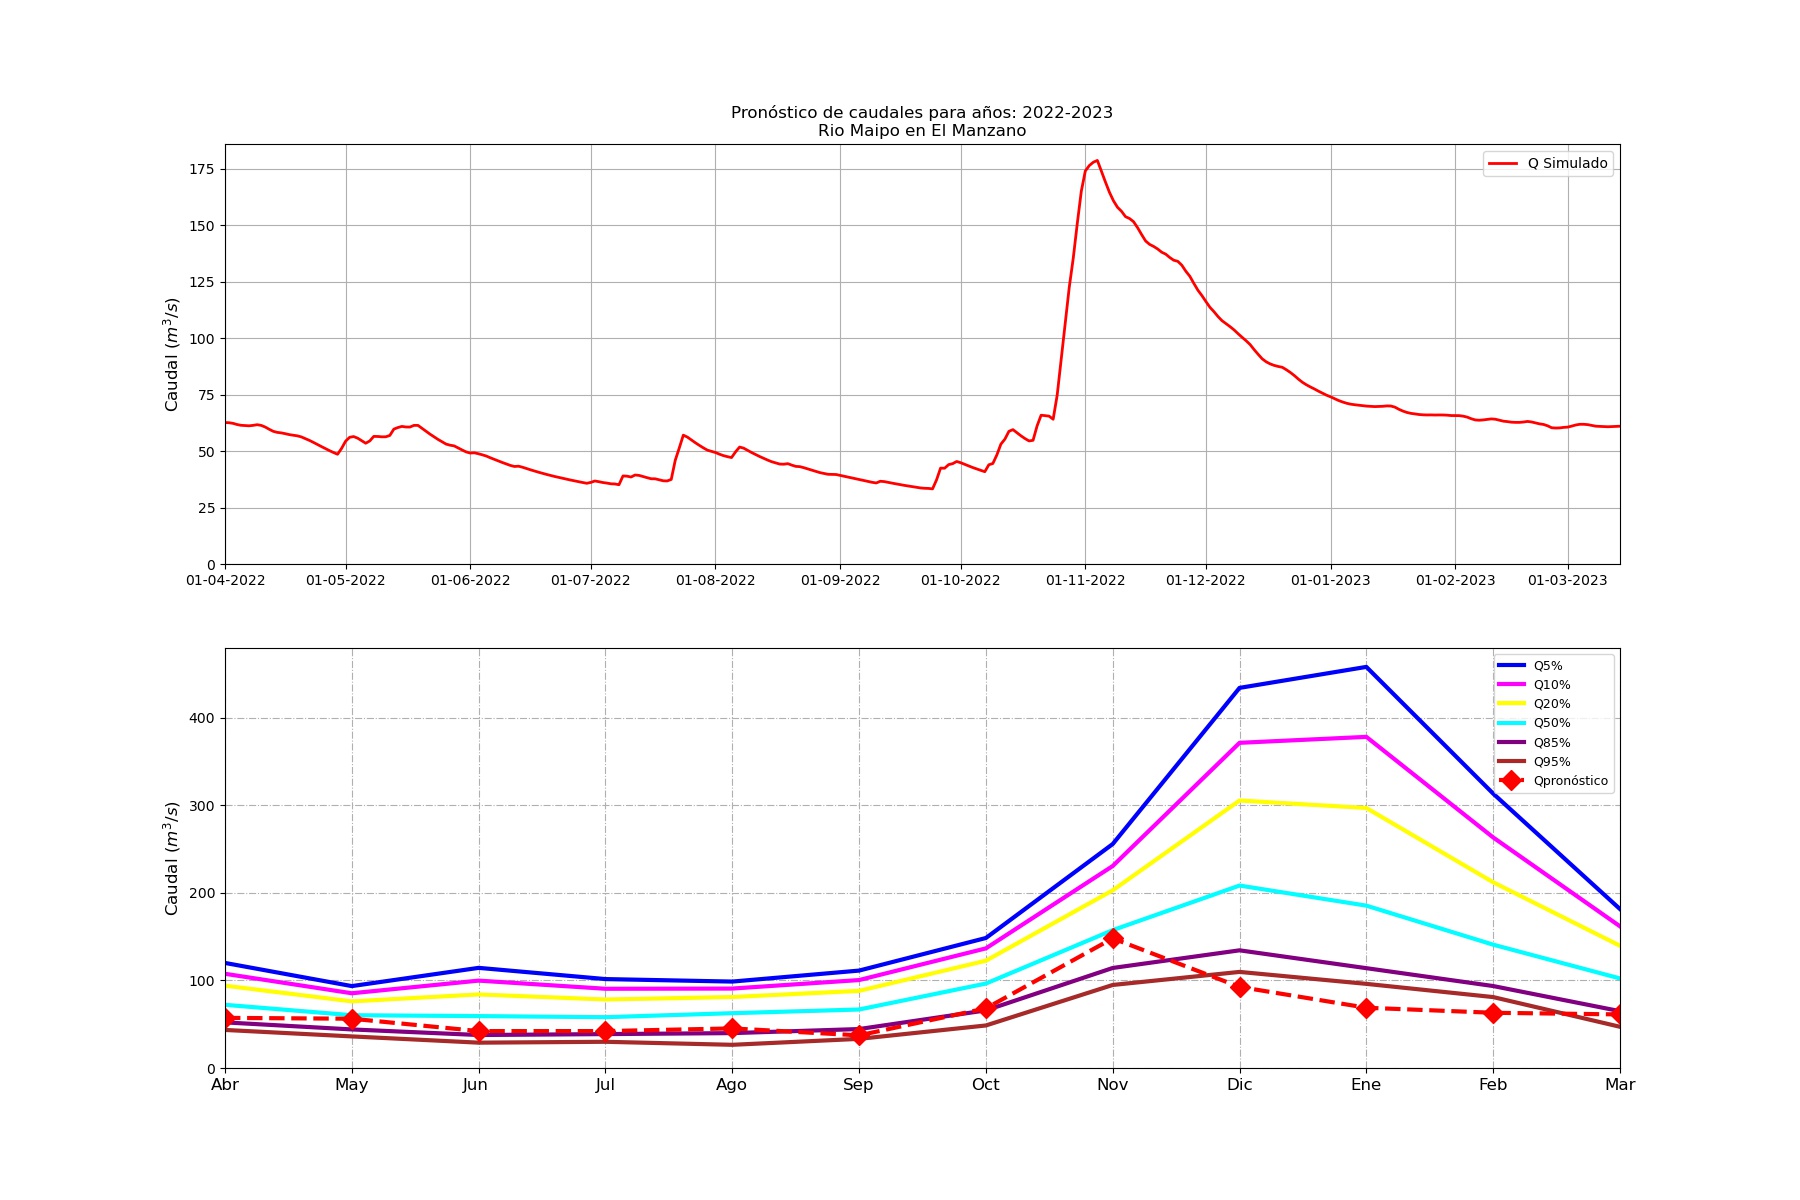 Pronóstico de caudales para años: 2022-2023
Rio Maipo en El Manzano
Q Simulado
Caudal (m³/s)
175
150
125
100
75
50
25
0
01-04-2022 01-05-2022 01-06-2022 01-07-2022 01-08-2022 01-09-2022 01-10-2022 01-11-2022 01-12-2022 01-01-2023 01-02-2023 01-03-2023
Q5%
Q10%
Q20%
Q50%
Q85%
Q95%
Qpronóstico
Caudal (m³/s)
400
300
200
100
0
Abr May Jun Jul Ago Sep Oct Nov Dic Ene Feb Mar